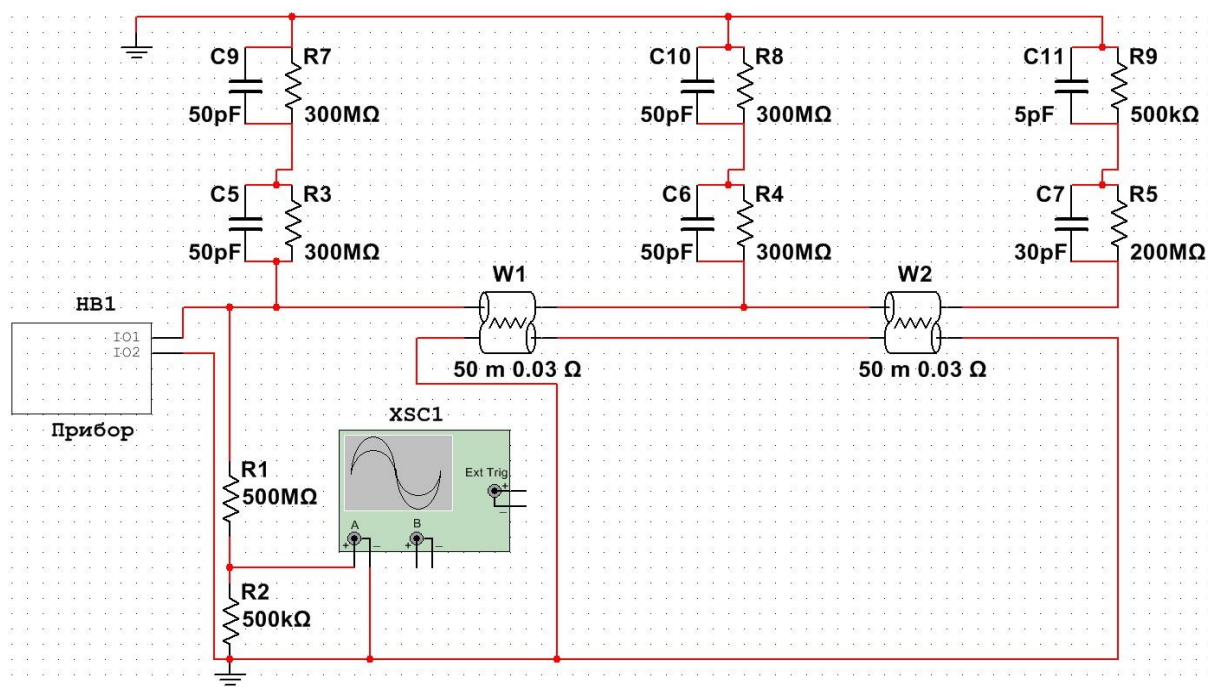 C9 R7
50pF 300MΩ
C10 R8
50pF 300MΩ
C11 R9
5pF 500kΩ
C5 R3
50pF 300MΩ
C6 R4
50pF 300MΩ
C7 R5
30pF 200MΩ
W1
50 m 0.03 Ω
W2
50 m 0.03 Ω
HB1
IO1
IO2
Прибор
XSC1
Ext Trig
+
−
A
B
+ −
+ −
R1
500MΩ
R2
500kΩ